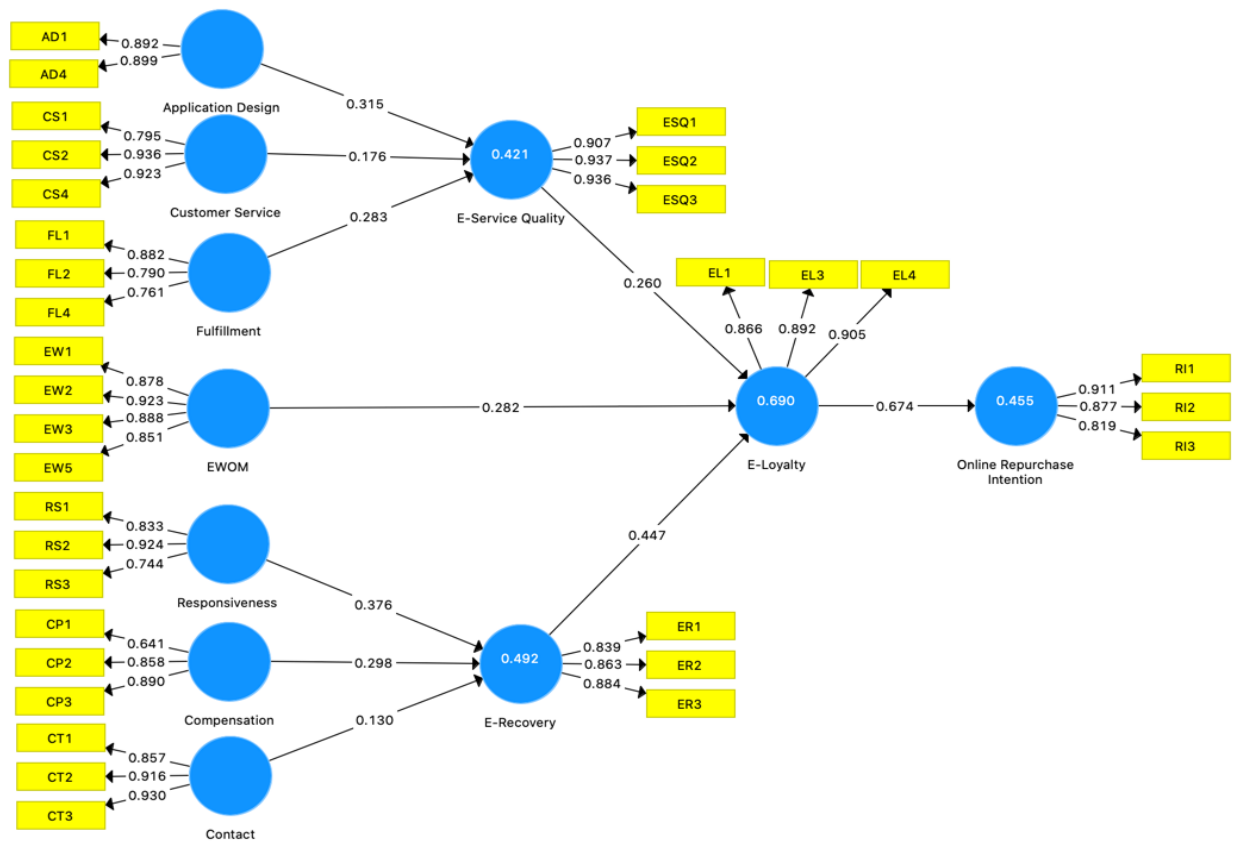 AD1
0.892
0.899
AD4
Application Design
0.315
CS1
0.795
CS2
0.936
0.923
CS4
Customer Service
0.176
FL1
0.882
FL2
0.790
0.761
FL4
Fulfillment
0.283
0.421
E-Service Quality
ESQ1
0.907
0.937
ESQ2
0.936
ESQ3
0.260
EW1
0.878
EW2
0.923
0.888
EW3
0.851
EW5
EWOM
0.282
EL1
EL3
EL4
0.866
0.892
0.905
0.690
E-Loyalty
0.674
0.455
Online Repurchase
Intention
RI1
0.911
0.877
RI2
0.819
RI3
RS1
0.833
RS2
0.924
0.744
RS3
Responsiveness
0.376
0.447
CP1
0.641
CP2
0.858
0.890
CP3
Compensation
0.298
0.492
E-Recovery
ER1
0.839
0.863
ER2
0.884
ER3
0.130
CT1
0.857
CT2
0.916
0.930
CT3
Contact